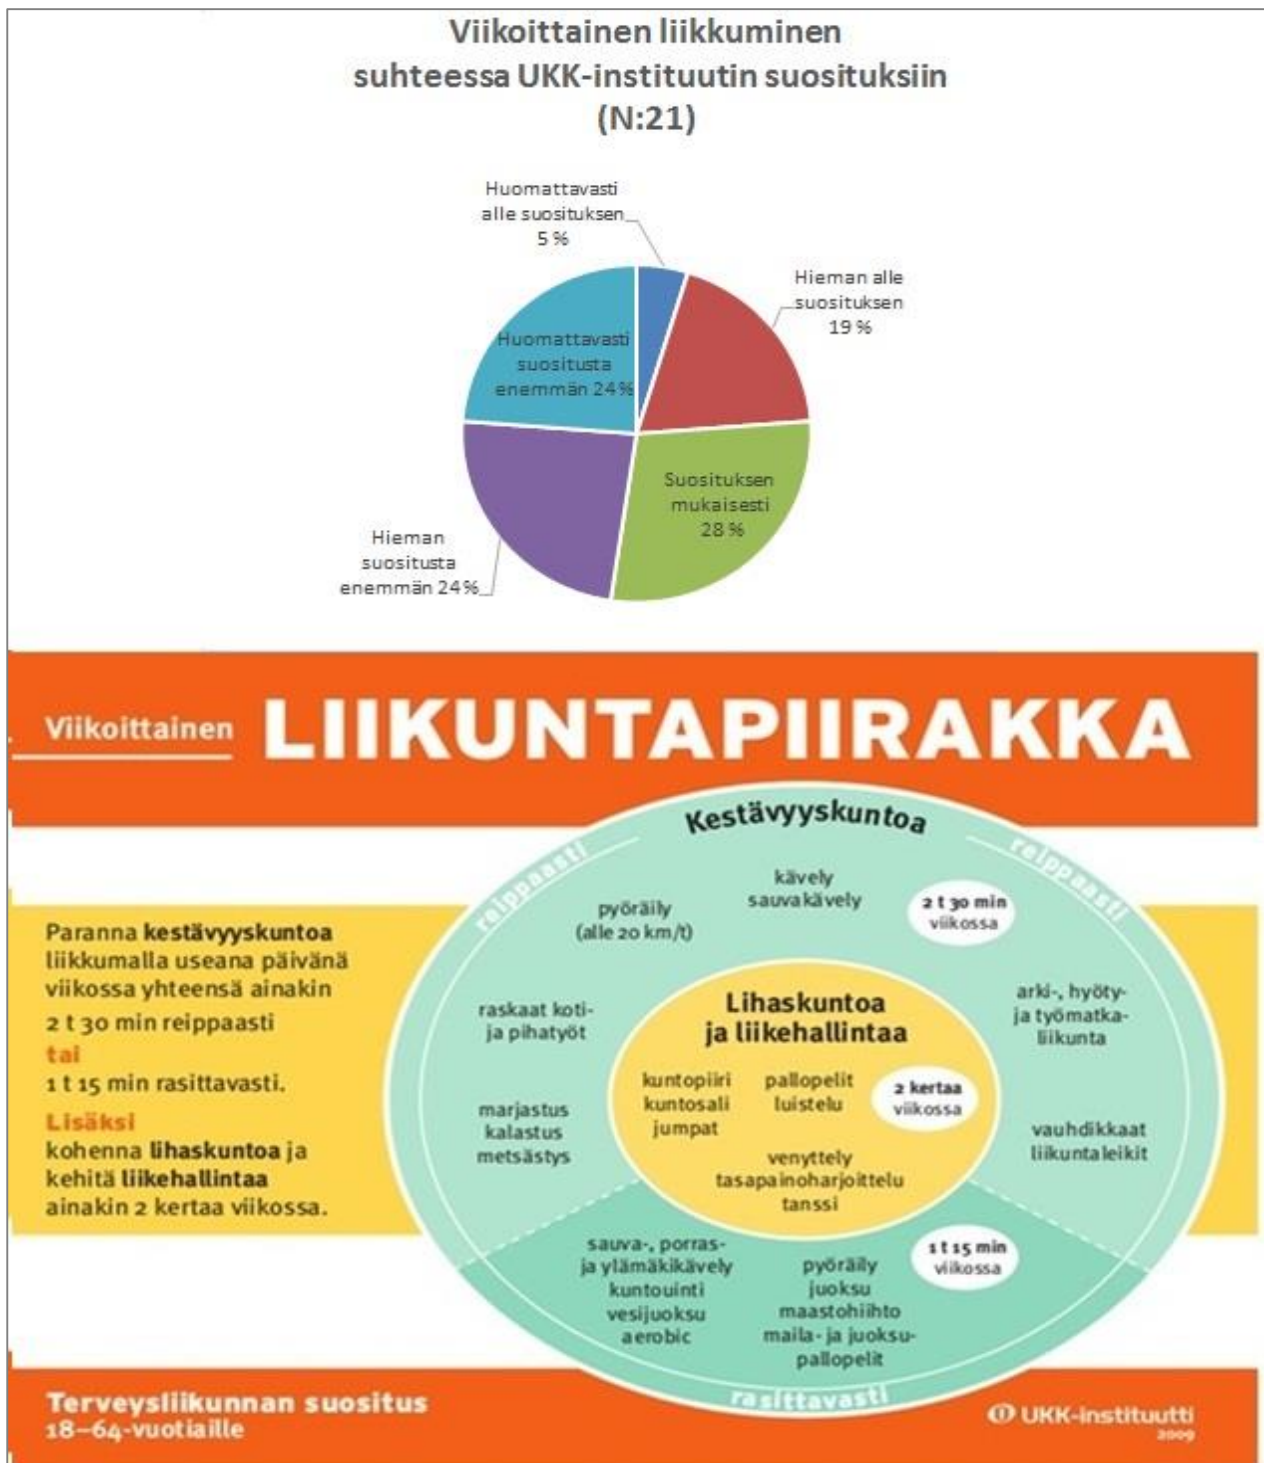 Viikoittainen liikkuminen
suhteessa UKK-instituutin suosituksiin
(N:21)
Huomattavasti
alle suosituksen
5 %
Hieman alle
suosituksen
19 %
Huomattavasti
suositusta
enemmän 24%
Suosituksen
mukaisesti
28 %
Hieman
suositusta
enemmän 24%
Viikoittainen LIIKUNTAPIIRAKKA
Kestävyyskuntoa
reippaasti
reippaasti
kävely
sauvakävely
2 t 30 min
viikossa
pyöräily
(alle 20 km/t)
Paranna kestävyyskuntoa
liikkumalla useana päivänä
viikossa yhteensä ainakin
2 t 30 min reippaasti
tai
1 t 15 min rasittavasti.
Lisäksi
kohenna lihaskuntoa ja
kehitä liikehallintaa
ainakin 2 kertaa viikossa.
raskaat koti-
ja pihatyöt
marjastus
kalastus
metsästys
Lihaskuntoa
ja liikehallintaa
kuntopiiri
kuntosali
jumpat
pallopelit
luistelu
2 kertaa
viikossa
venyttely
tasapainoharjoittelu
tanssi
arki-, hyöty-
ja työmatka-
liikunta
vauhdikkaat
liikuntaleikit
sauva-, porras-
ja ylämäkikävely
kuntouinti
vesijuoksu
aerobic
pyöräily
juoksu
maastohiihto
maila- ja juoksu-
pallopelit
1 t 15 min
viikossa
rasittavasti
Terveysliikunnan suositus
18–64-vuotiaille
UKK-instituutti
2009